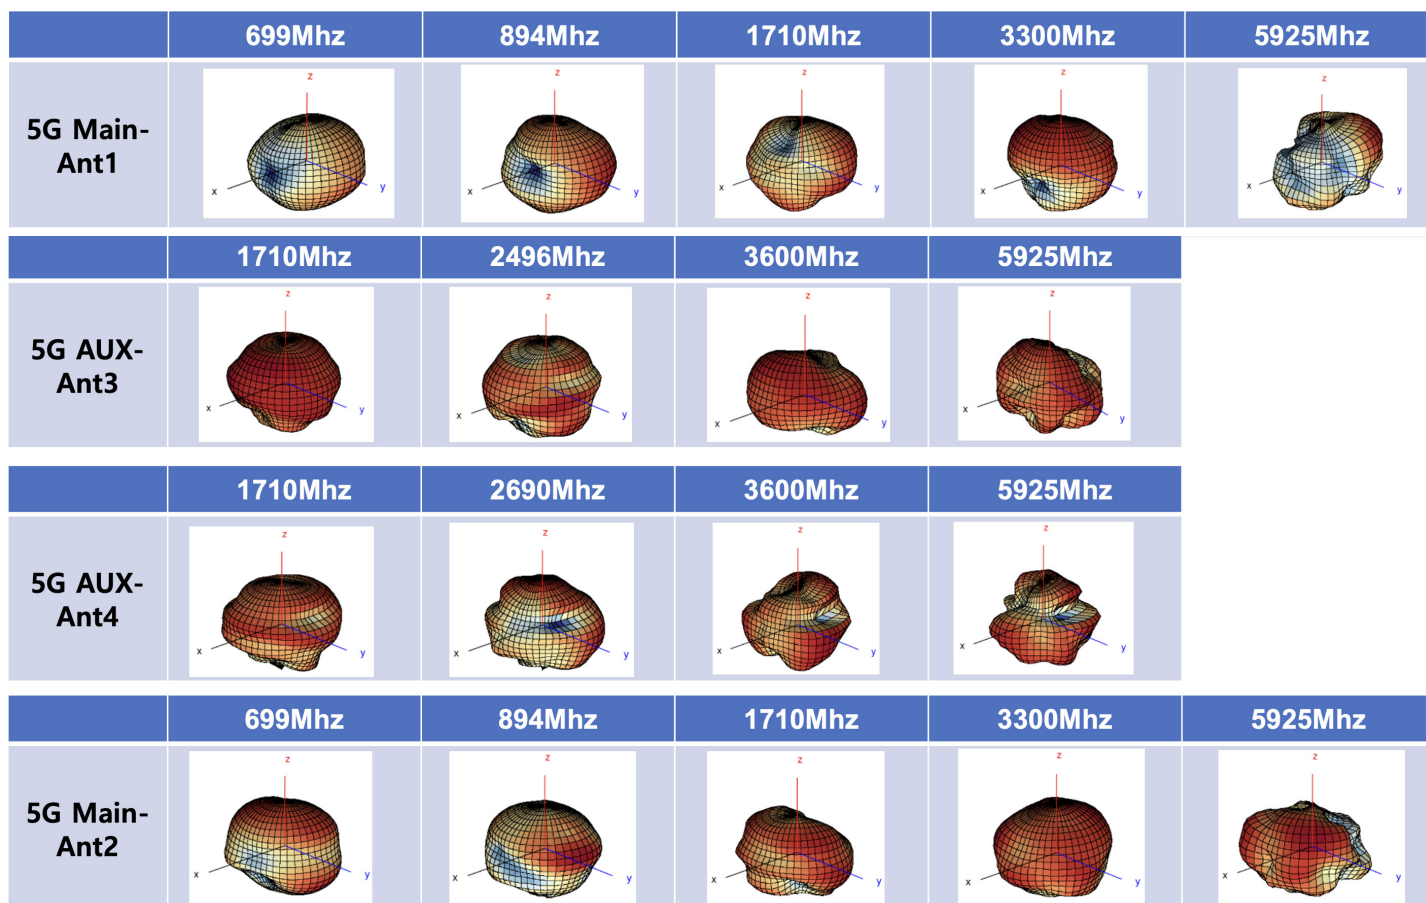 699Mhz 894Mhz 1710Mhz 3300Mhz 5925Mhz
5G Main-
Ant1
z z z z z
x y x y x y x y x y
1710Mhz 2496Mhz 3600Mhz 5925Mhz
5G AUX-
Ant3
z z z z
x y x y x y x y
1710Mhz 2690Mhz 3600Mhz 5925Mhz
5G AUX-
Ant4
z z z z
x y x y x y x y
699Mhz 894Mhz 1710Mhz 3300Mhz 5925Mhz
5G Main-
Ant2
z z z z z
x y x y x y x y x y